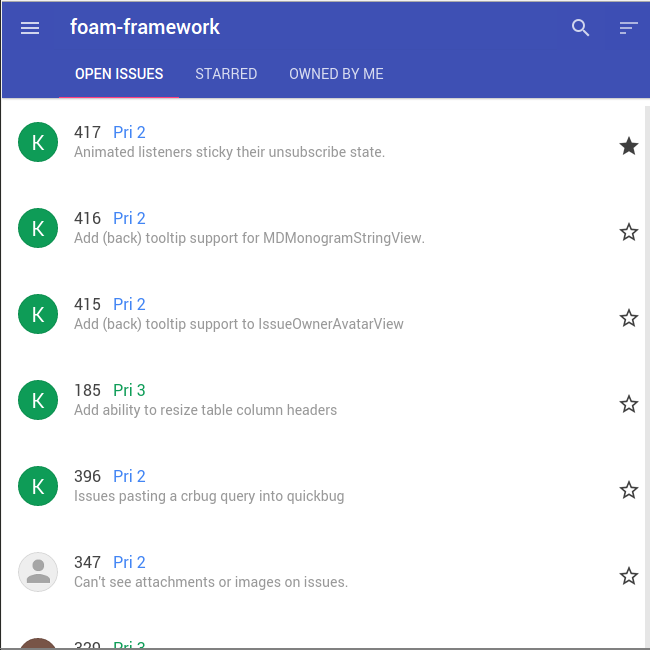 foam-framework
OPEN ISSUES STARRED OWNED BY ME
K 417 Pri 2
Animated listeners sticky their unsubscribe state.
K 416 Pri 2
Add (back) tooltip support for MDMonogramStringView.
K 415 Pri 2
Add (back) tooltip support to IssueOwnerAvatarView
K 185 Pri 3
Add ability to resize table column headers
K 396 Pri 2
Issues pasting a crbug query into quickbug
347 Pri 2
Can't see attachments or images on issues.
329 Pri 3